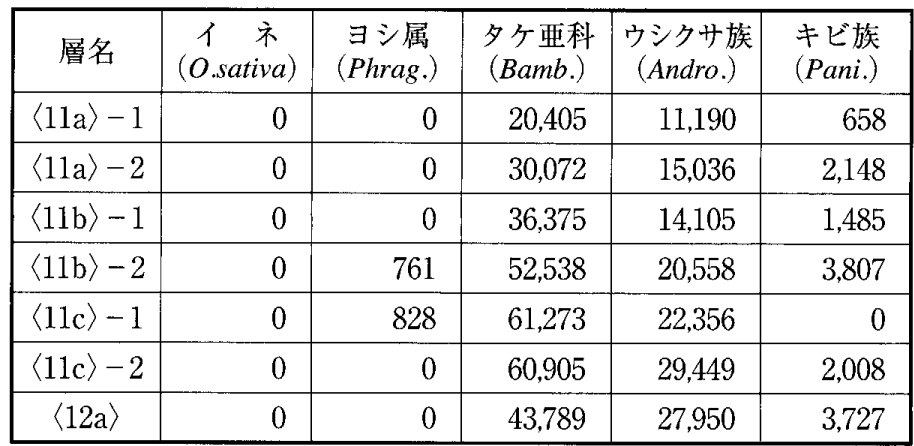 層名 イネ (O.sativa) ヨシ属 (Phrag.) タケ亜科 (Bamb.) ウシクサ族 (Andro.) キビ族 (Pani.)
〈11a〉-1 0 0 20,405 11,190 658
〈11a〉-2 0 0 30,072 15,036 2,148
〈11b〉-1 0 0 36,375 14,105 1,485
〈11b〉-2 0 761 52,538 20,558 3,807
〈11c〉-1 0 828 61,273 22,356 0
〈11c〉-2 0 0 60,905 29,449 2,008
〈12a〉 0 0 43,789 27,950 3,727